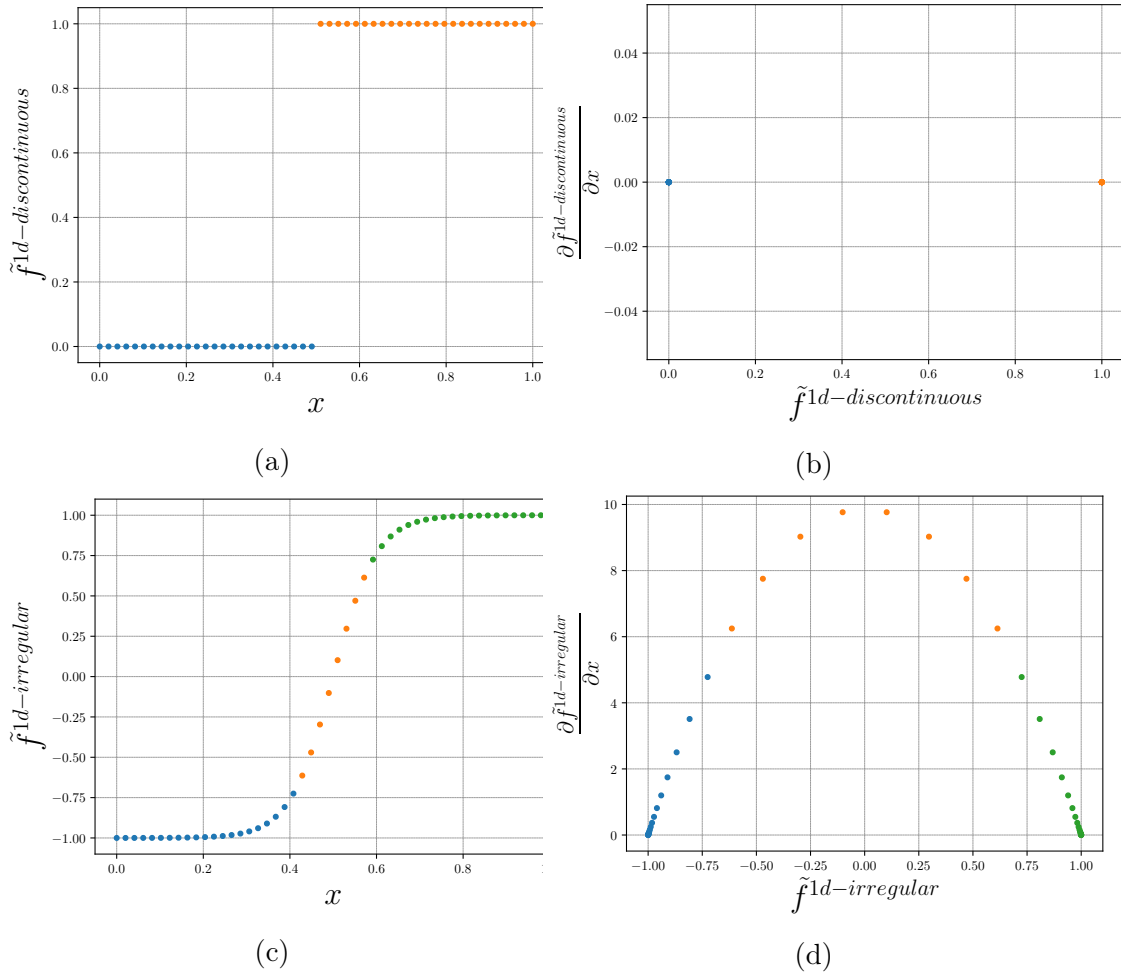 1.0
0.8
0.6
0.4
0.2
0.0
f̃^{1d−discontinuous}
0.0 0.2 0.4 0.6 0.8 1.0
x
(a)
0.04
0.02
0.00
−0.02
−0.04
∂f̃^{1d−discontinuous}
∂x
0.0 0.2 0.4 0.6 0.8 1.0
f̃^{1d−discontinuous}
(b)
1.00
0.75
0.50
0.25
0.00
−0.25
−0.50
−0.75
−1.00
f̃^{1d−irregular}
0.0 0.2 0.4 0.6 0.8
x
(c)
10
8
6
4
2
0
∂f̃^{1d−irregular}
∂x
−1.00 −0.75 −0.50 −0.25 0.00 0.25 0.50 0.75 1.00
f̃^{1d−irregular}
(d)